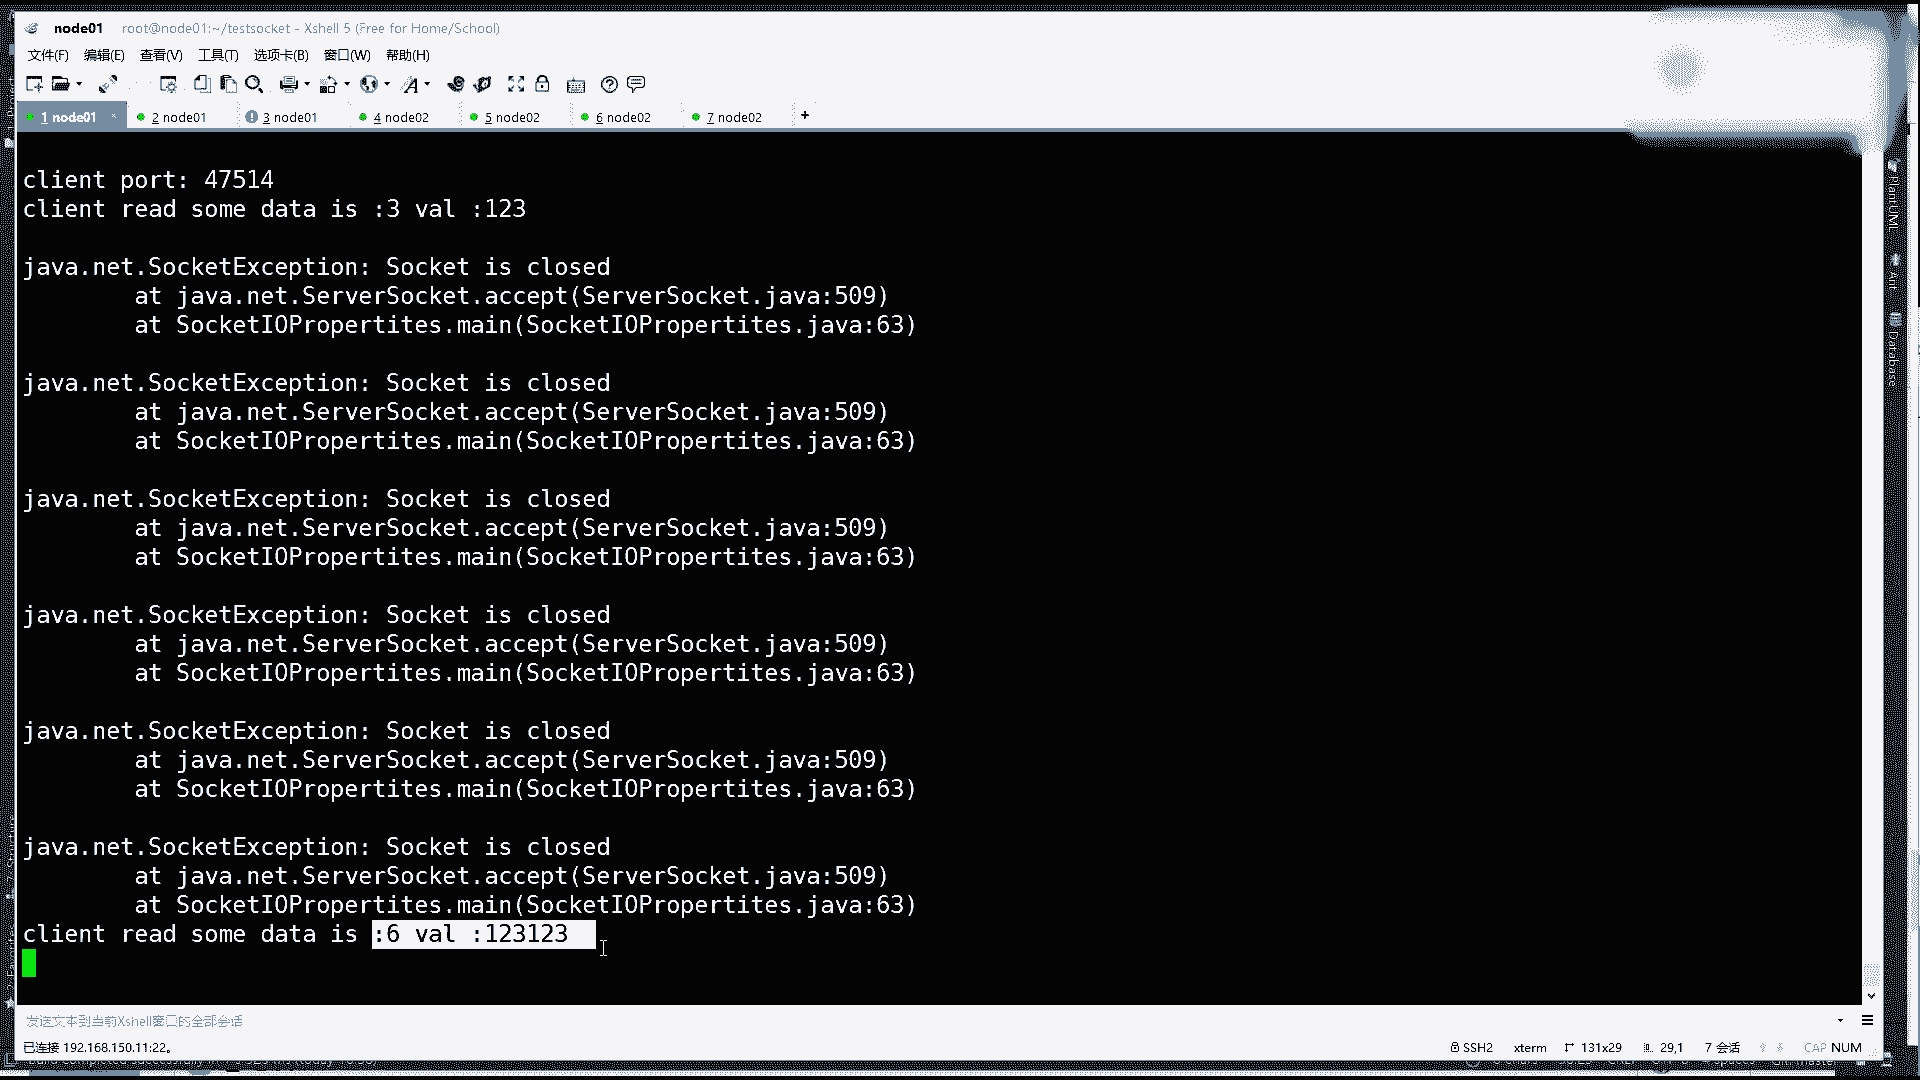 node01 root@node01:~/testsocket - Xshell 5 (Free for Home/School)
文件(F) 编辑(E) 查看(V) 工具(T) 选项卡(B) 窗口(W) 帮助(H)
1 node01 × 2 node01 3 node01 4 node02 5 node02 6 node02 7 node02 +
client port: 47514
client read some data is :3 val :123
java.net.SocketException: Socket is closed
at java.net.ServerSocket.accept(ServerSocket.java:509)
at SocketIOPropertites.main(SocketIOPropertites.java:63)
java.net.SocketException: Socket is closed
at java.net.ServerSocket.accept(ServerSocket.java:509)
at SocketIOPropertites.main(SocketIOPropertites.java:63)
java.net.SocketException: Socket is closed
at java.net.ServerSocket.accept(ServerSocket.java:509)
at SocketIOPropertites.main(SocketIOPropertites.java:63)
java.net.SocketException: Socket is closed
at java.net.ServerSocket.accept(ServerSocket.java:509)
at SocketIOPropertites.main(SocketIOPropertites.java:63)
java.net.SocketException: Socket is closed
at java.net.ServerSocket.accept(ServerSocket.java:509)
at SocketIOPropertites.main(SocketIOPropertites.java:63)
java.net.SocketException: Socket is closed
at java.net.ServerSocket.accept(ServerSocket.java:509)
at SocketIOPropertites.main(SocketIOPropertites.java:63)
client read some data is :6 val :123123
发送文本到当前Xshell窗口的全部会话
已连接 192.168.150.11:22。 SSH2 xterm 131x29 29,1 7 会话 CAP NUM
PlantUML
Ant
Database